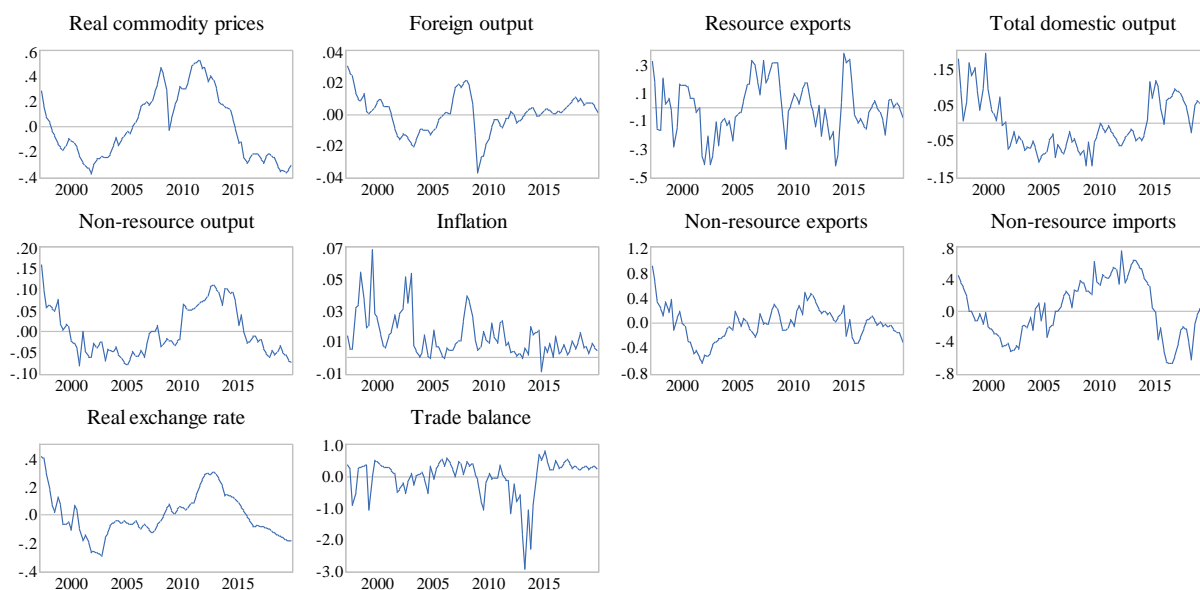 Real commodity prices
.6
.4
.2
.0
-.2
-.4
2000 2005 2010 2015
Foreign output
.04
.02
.00
-.02
-.04
2000 2005 2010 2015
Resource exports
.3
.1
-.1
-.3
-.5
2000 2005 2010 2015
Total domestic output
.15
.05
-.05
-.15
2000 2005 2010 2015
Non-resource output
.20
.15
.10
.05
.00
-.05
-.10
2000 2005 2010 2015
Inflation
.07
.05
.03
.01
-.01
2000 2005 2010 2015
Non-resource exports
1.2
0.8
0.4
0.0
-0.4
-0.8
2000 2005 2010 2015
Non-resource imports
.8
.4
.0
-.4
-.8
2000 2005 2010 2015
Real exchange rate
.4
.2
.0
-.2
-.4
2000 2005 2010 2015
Trade balance
1.0
0.0
-1.0
-2.0
-3.0
2000 2005 2010 2015